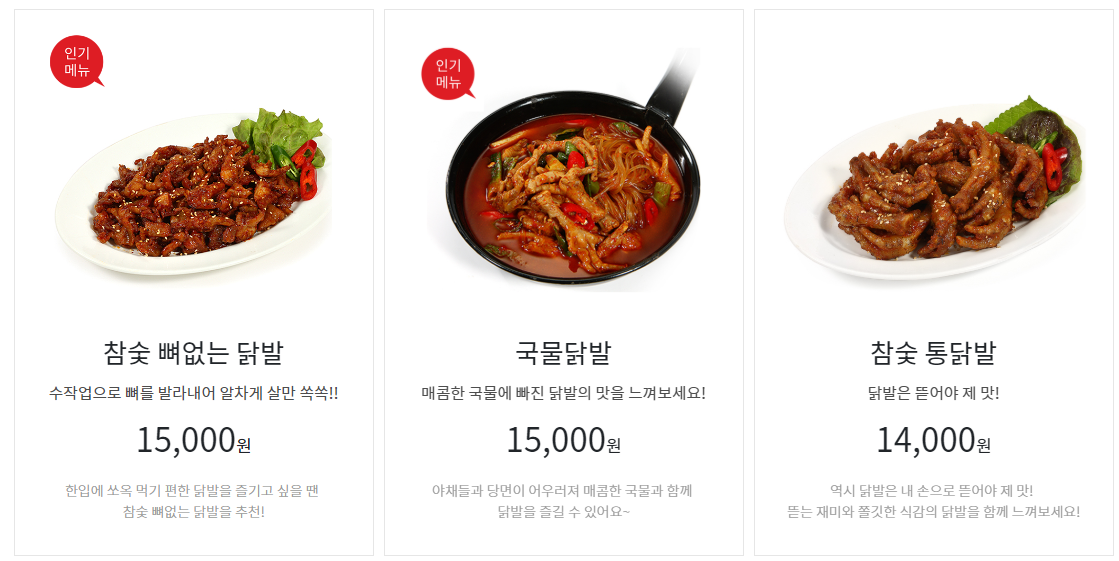 인기
메뉴
참숯 뼈없는 닭발
수작업으로 뼈를 발라내어 알차게 살만 쏙쏙!!
15,000원
한입에 쏘옥 먹기 편한 닭발을 즐기고 싶을 땐
참숯 뼈없는 닭발을 추천!
인기
메뉴
국물닭발
매콤한 국물에 빠진 닭발의 맛을 느껴보세요!
15,000원
야채들과 당면이 어우러져 매콤한 국물과 함께
닭발을 즐길 수 있어요~
참숯 통닭발
닭발은 뜯어야 제 맛!
14,000원
역시 닭발은 내 손으로 뜯어야 제 맛!
뜯는 재미와 쫄깃한 식감의 닭발을 함께 느껴보세요!